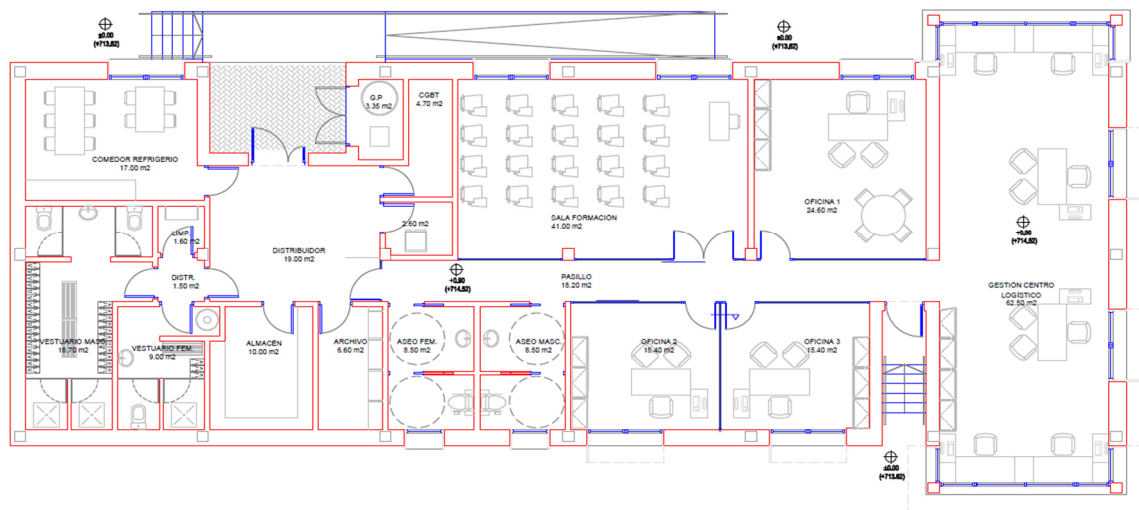 ±0.00
(+713,62)
±0.00
(+713,62)
G.P
3.35 m2
CGBT
4.70 m2
COMEDOR REFRIGERIO
17.00 m2
OFICINA 1
24.60 m2
SALA FORMACIÓN
41.00 m2
2.60 m2
LIMP.
1.60 m2
DISTRIBUIDOR
19.00 m2
+0.90
(+714,52)
+0.90
(+714,52)
DISTR.
1.50 m2
PASILLO
18.20 m2
GESTIÓN CENTRO
LOGÍSTICO
62.50 m2
VESTUARIO MASC.
18.70 m2
VESTUARIO FEM.
9.00 m2
ALMACÉN
10.00 m2
ARCHIVO
6.60 m2
ASEO FEM.
8.50 m2
ASEO MASC.
8.50 m2
OFICINA 2
15.40 m2
OFICINA 3
15.40 m2
±0.00
(+713,62)